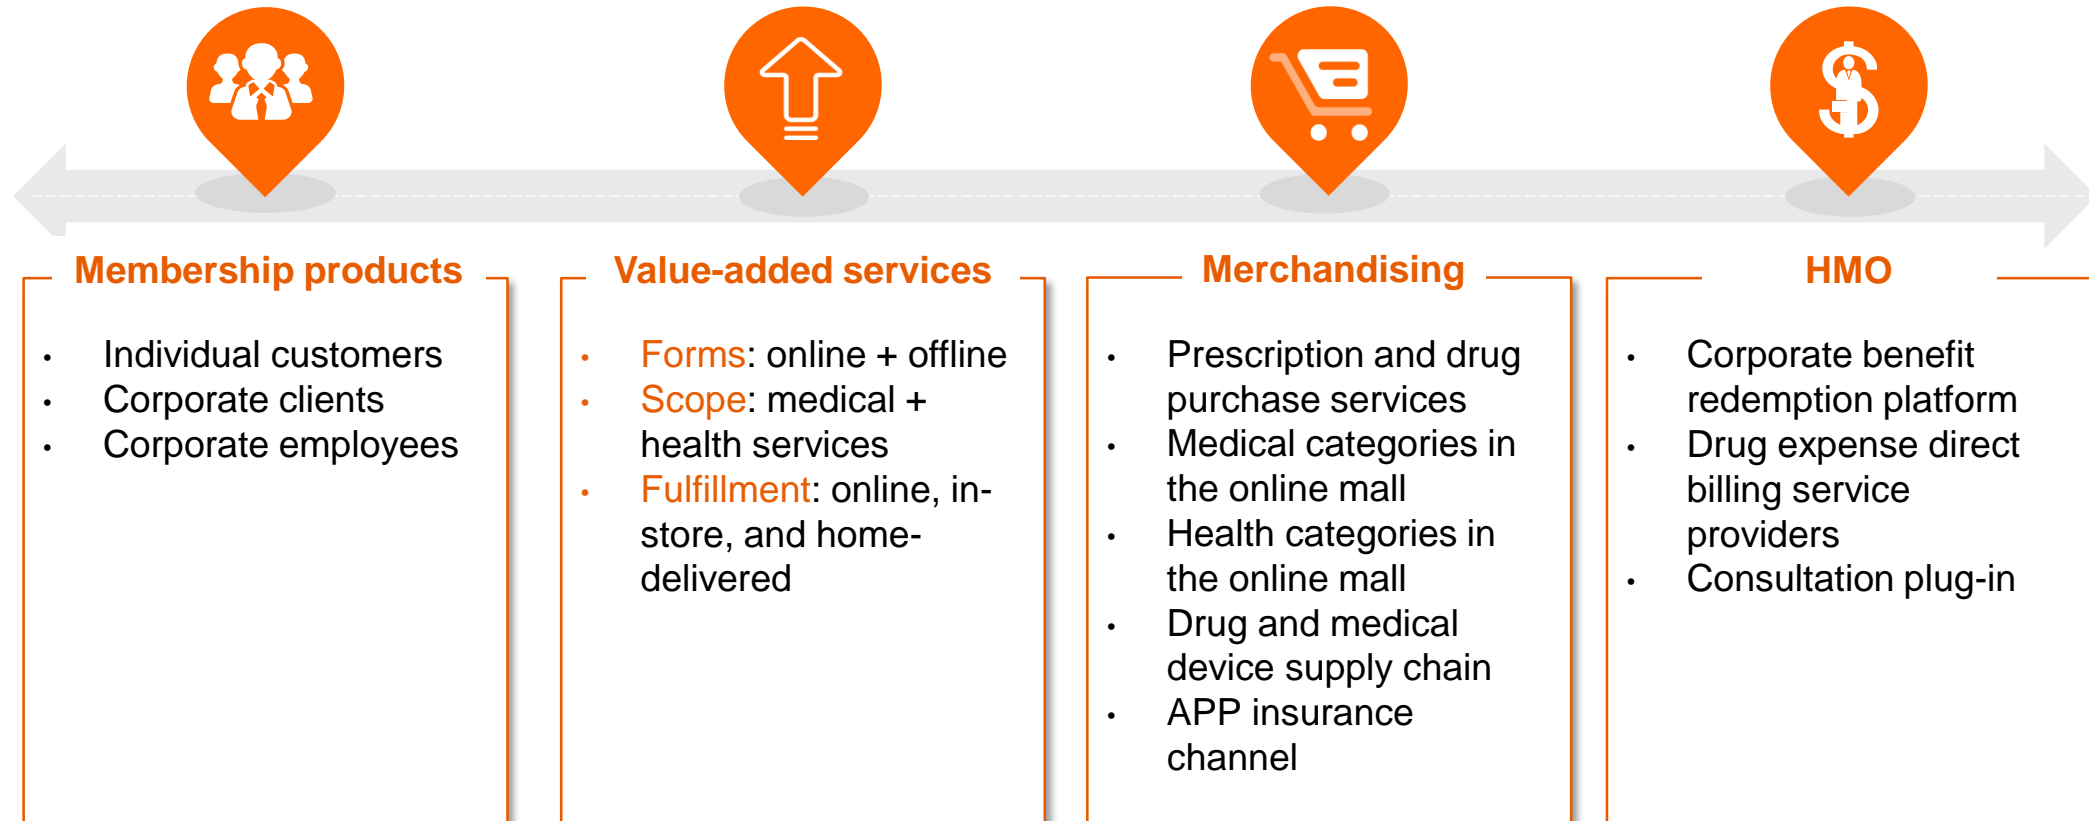 Membership products
• Individual customers
• Corporate clients
• Corporate employees
Value-added services
• Forms: online + offline
• Scope: medical +
health services
• Fulfillment: online, in-
store, and home-
delivered
Merchandising
• Prescription and drug
purchase services
• Medical categories in
the online mall
• Health categories in
the online mall
• Drug and medical
device supply chain
• APP insurance
channel
HMO
• Corporate benefit
redemption platform
• Drug expense direct
billing service
providers
• Consultation plug-in